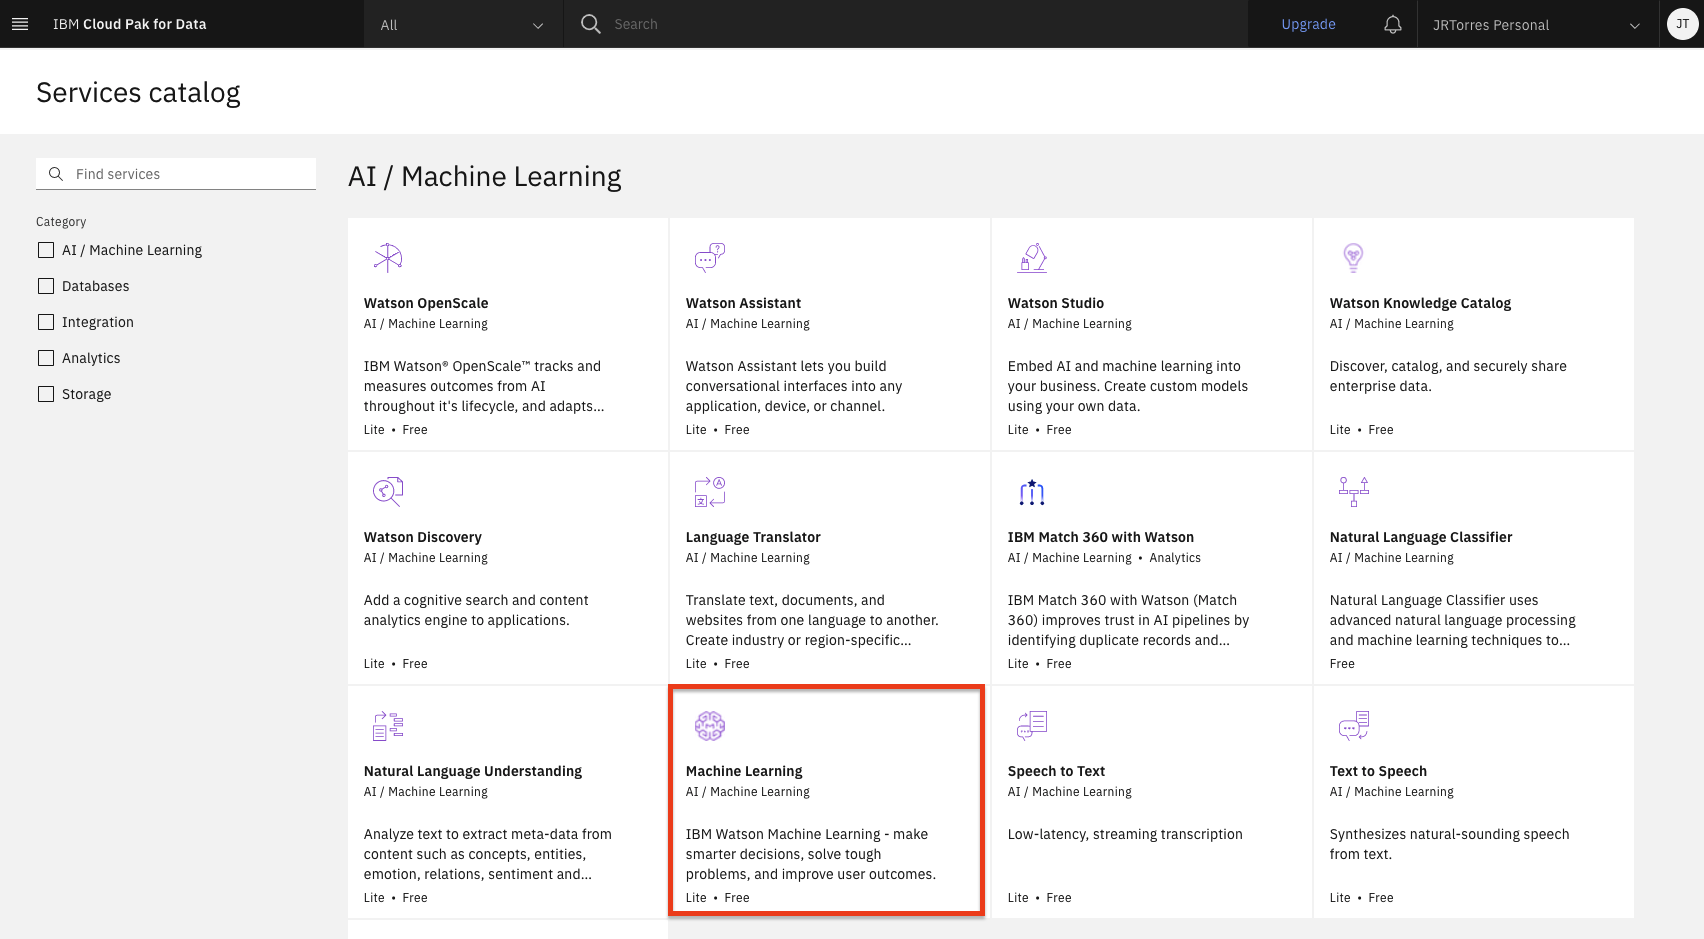 IBM Cloud Pak for Data
All
Search
Upgrade
JRTorres Personal
JT
Services catalog
Find services
Category
AI / Machine Learning
Databases
Integration
Analytics
Storage
AI / Machine Learning
Watson OpenScale
AI / Machine Learning
IBM Watson® OpenScale™ tracks and
measures outcomes from AI
throughout it's lifecycle, and adapts...
Lite • Free
Watson Assistant
AI / Machine Learning
Watson Assistant lets you build
conversational interfaces into any
application, device, or channel.
Lite • Free
Watson Studio
AI / Machine Learning
Embed AI and machine learning into
your business. Create custom models
using your own data.
Lite • Free
Watson Knowledge Catalog
AI / Machine Learning
Discover, catalog, and securely share
enterprise data.
Lite • Free
Watson Discovery
AI / Machine Learning
Add a cognitive search and content
analytics engine to applications.
Lite • Free
Language Translator
AI / Machine Learning
Translate text, documents, and
websites from one language to another.
Create industry or region-specific...
Lite • Free
IBM Match 360 with Watson
AI / Machine Learning • Analytics
IBM Match 360 with Watson (Match
360) improves trust in AI pipelines by
identifying duplicate records and...
Lite • Free
Natural Language Classifier
AI / Machine Learning
Natural Language Classifier uses
advanced natural language processing
and machine learning techniques to...
Free
Natural Language Understanding
AI / Machine Learning
Analyze text to extract meta-data from
content such as concepts, entities,
emotion, relations, sentiment and...
Lite • Free
Machine Learning
AI / Machine Learning
IBM Watson Machine Learning - make
smarter decisions, solve tough
problems, and improve user outcomes.
Lite • Free
Speech to Text
AI / Machine Learning
Low-latency, streaming transcription
Lite • Free
Text to Speech
AI / Machine Learning
Synthesizes natural-sounding speech
from text.
Lite • Free